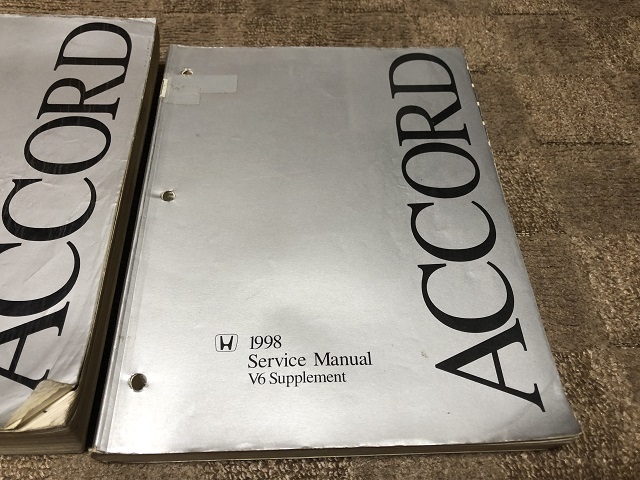 ACCORD
ACCORD
1998
Service Manual
V6 Supplement